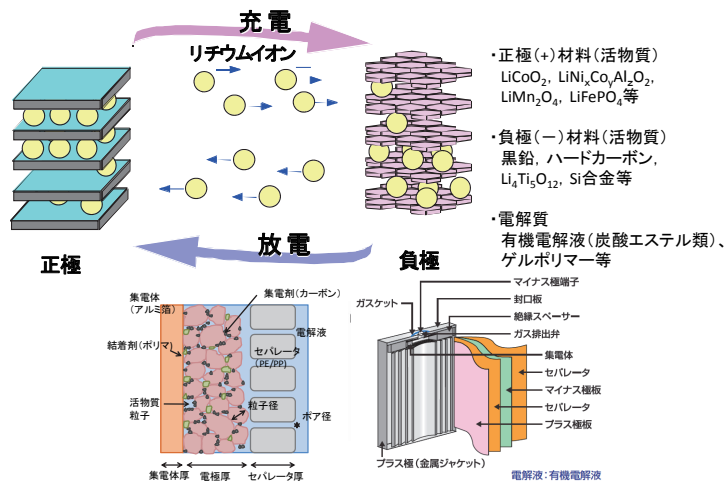 充電
リチウムイオン
放電
正極
負極
・正極(+)材料(活物質)
LiCoO₂, LiNiₓCoᵧAl_zO₂,
LiMn₂O₄, LiFePO₄等
・負極(－)材料(活物質)
黒鉛, ハードカーボン,
Li₄Ti₅O₁₂, Si合金等
・電解質
有機電解液(炭酸エステル類)、
ゲルポリマー等
集電体
(アルミ箔)
集電剤(カーボン)
電解液
結着剤(ポリマ)
セパレータ
(PE/PP)
活物質
粒子
粒子径
ポア径
集電体厚
電極厚
セパレータ厚
マイナス極端子
ガスケット
封口板
絶縁スペーサー
ガス排出弁
集電体
セパレータ
マイナス極板
セパレータ
プラス極板
プラス極(金属ジャケット)
電解液:有機電解液